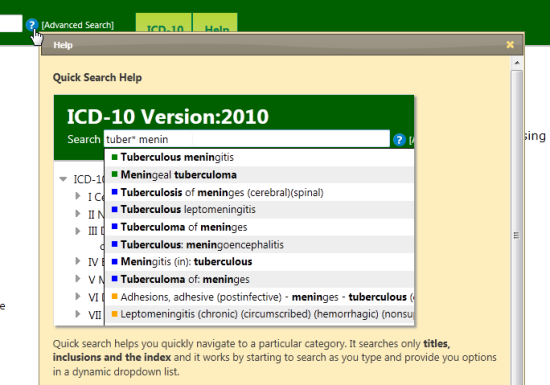 ? [Advanced Search] ICD-10 Help
Help ×
Quick Search Help
ICD-10 Version:2010
Search tuber* menin ? [A
Tuberculous meningitis
Meningeal tuberculoma
ICD-10 Tuberculosis of meninges (cerebral)(spinal)
I Ce Tuberculous leptomeningitis
II N Tuberculoma of meninges
III D Tuberculous: meningoencephalitis
Meningitis (in): tuberculous
IV E Tuberculoma of: meninges
V M
VI D Adhesions, adhesive (postinfective) - meninges - tuberculous (
VII Leptomeningitis (chronic) (circumscribed) (hemorrhagic) (nonsup
Quick search helps you quickly navigate to a particular category. It searches only titles,
inclusions and the index and it works by starting to search as you type and provide you options
in a dynamic dropdown list.
sing
e